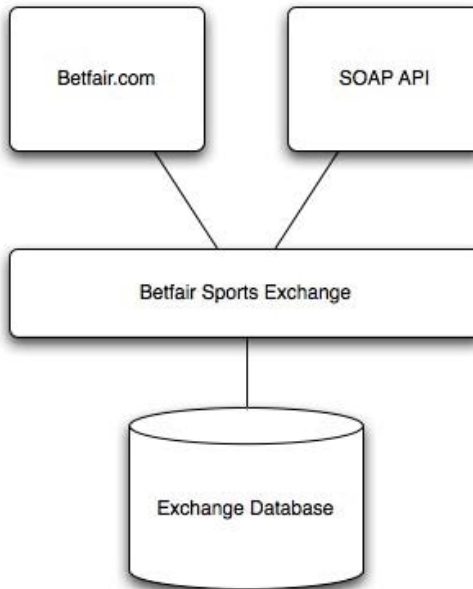 Betfair.com
SOAP API
Betfair Sports Exchange
Exchange Database